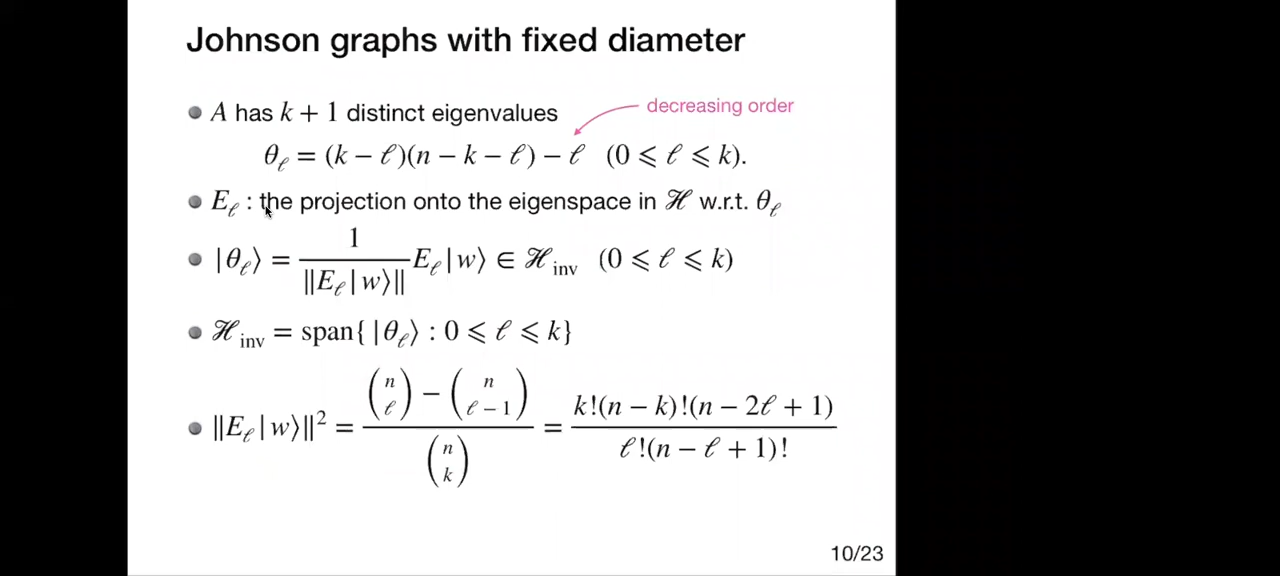 Johnson graphs with fixed diameter
• A has k + 1 distinct eigenvalues
decreasing order
θ_ℓ = (k − ℓ)(n − k − ℓ) − ℓ (0 ⩽ ℓ ⩽ k).
• E_ℓ : the projection onto the eigenspace in ℋ w.r.t. θ_ℓ
• |θ_ℓ⟩ = 1 / ||E_ℓ|w⟩|| E_ℓ|w⟩ ∈ ℋ_inv (0 ⩽ ℓ ⩽ k)
• ℋ_inv = span{ |θ_ℓ⟩ : 0 ⩽ ℓ ⩽ k}
• ||E_ℓ|w⟩||² = ((n ℓ) − (n ℓ − 1)) / (n k) = k!(n − k)!(n − 2ℓ + 1) / ℓ!(n − ℓ + 1)!
10/23